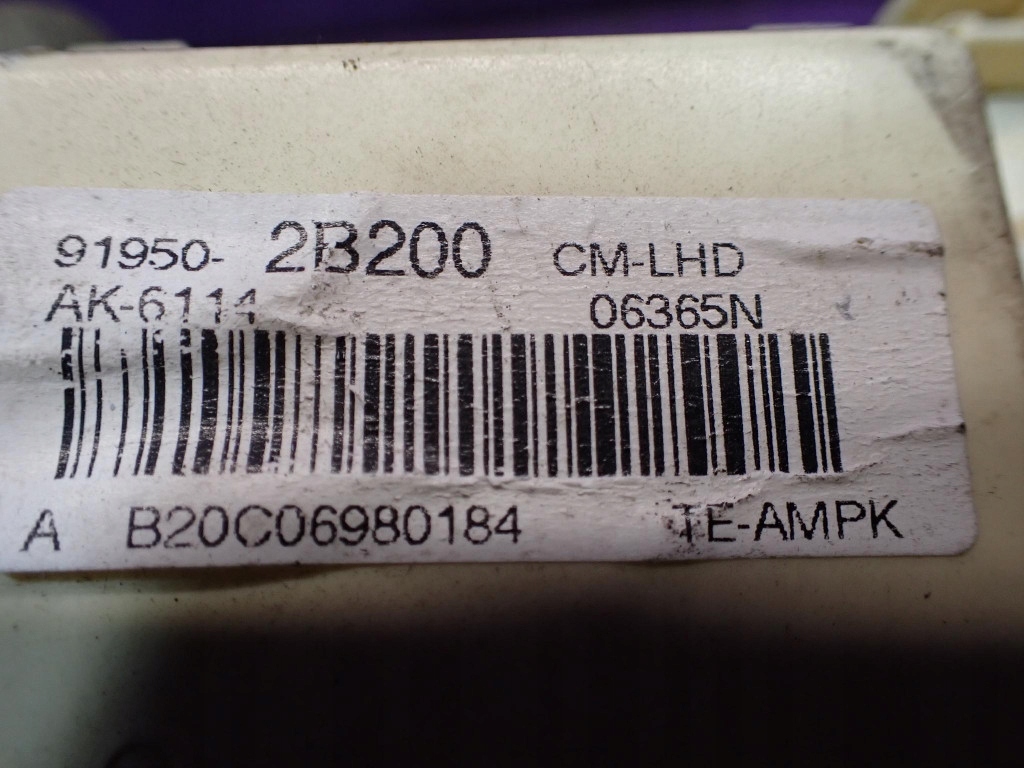 91950- 2B200 CM-LHD
AK-6114 06365N
A B20C06980184 TE-AMPK